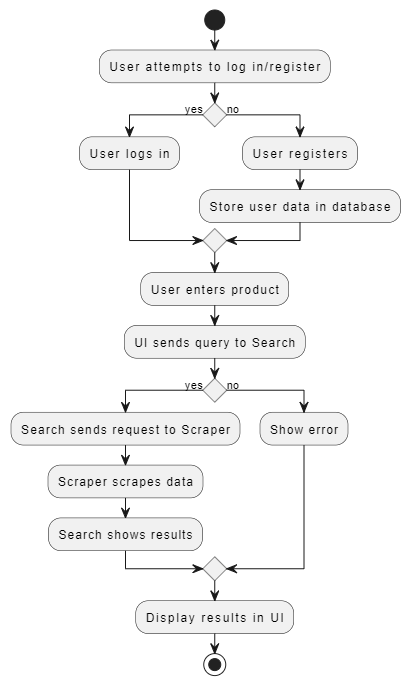 User attempts to log in/register
yes
no
User logs in
User registers
Store user data in database
User enters product
UI sends query to Search
yes
no
Search sends request to Scraper
Show error
Scraper scrapes data
Search shows results
Display results in UI